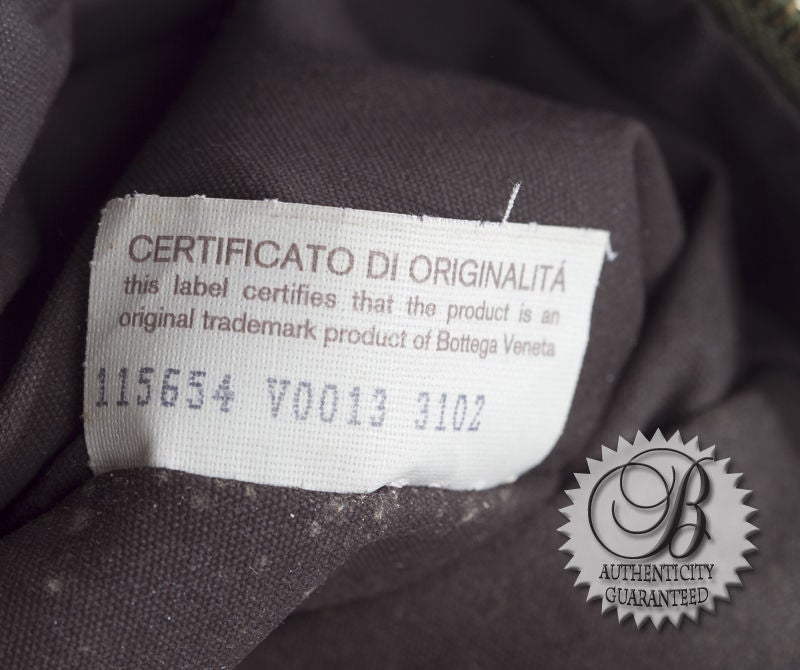 CERTIFICATO DI ORIGINALITÁ
this label certifies that the product is an
original trademark product of Bottega Veneta
115654 V0013 3102
B
AUTHENTICITY
GUARANTEED